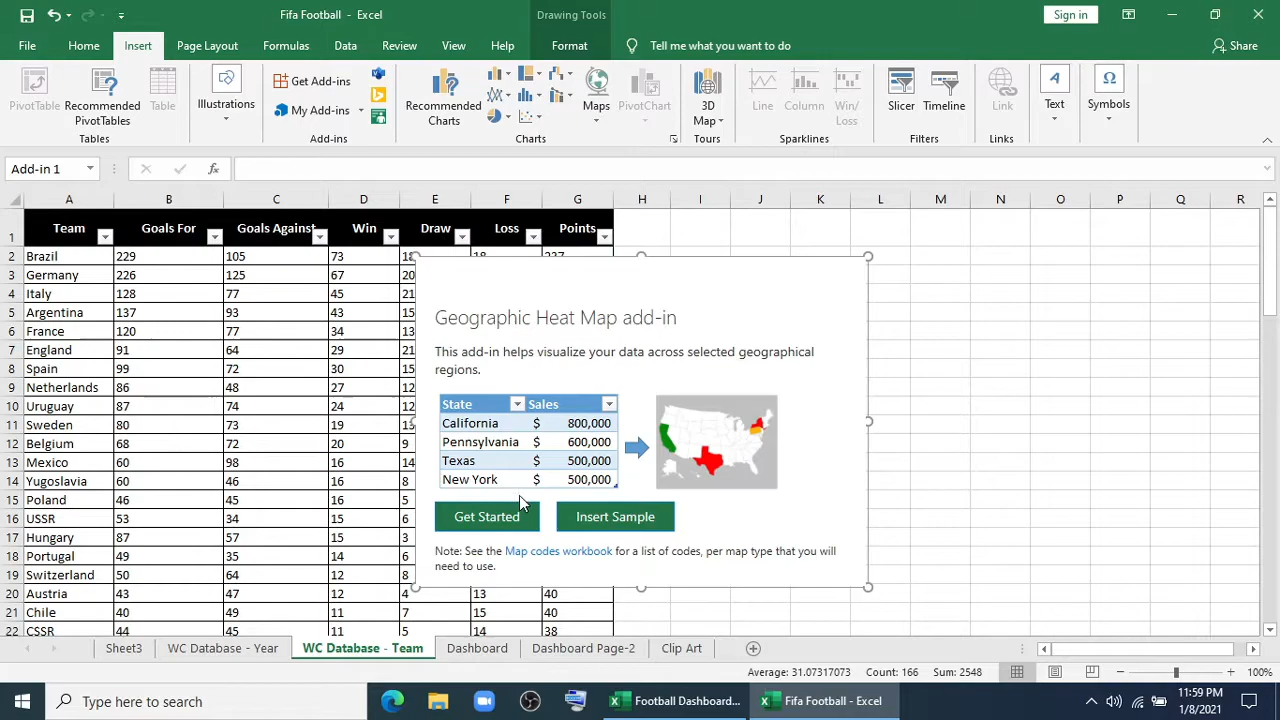 Fifa Football - Excel
Drawing Tools
Sign in
File Home Insert Page Layout Formulas Data Review View Help Format Tell me what you want to do Share
PivotTable Recommended PivotTables Table Illustrations Get Add-ins My Add-ins Recommended Charts Maps PivotChart 3D Map Line Column Win/Loss Slicer Timeline Link Text Symbols
Tables Add-ins Charts Tours Sparklines Filters Links
Add-in 1 fx
A B C D E F G H I J K L M N O P Q R
1 Team Goals For Goals Against Win Draw Loss Points
2 Brazil 229 105 73 18 18 237
3 Germany 226 125 67 20
4 Italy 128 77 45 21
5 Argentina 137 93 43 15
6 France 120 77 34 13
7 England 91 64 29 21
8 Spain 99 72 30 15
9 Netherlands 86 48 27 12
10 Uruguay 87 74 24 12
11 Sweden 80 73 19 13
12 Belgium 68 72 20 9
13 Mexico 60 98 16 14
14 Yugoslavia 60 46 16 8
15 Poland 46 45 16 5
16 USSR 53 34 15 6
17 Hungary 87 57 15 3
18 Portugal 49 35 14 6
19 Switzerland 50 64 12 8
20 Austria 43 47 12 4 13 40
21 Chile 40 49 11 7 15 40
22 CSSR 44 45 11 5 14 38
Geographic Heat Map add-in
This add-in helps visualize your data across selected geographical
regions.
State Sales
California $ 800,000
Pennsylvania $ 600,000
Texas $ 500,000
New York $ 500,000
Get Started Insert Sample
Note: See the Map codes workbook for a list of codes, per map type that you will
need to use.
Sheet3 WC Database - Year WC Database - Team Dashboard Dashboard Page-2 Clip Art
Average: 31.07317073 Count: 166 Sum: 2548 100%
Type here to search Football Dashboard... Fifa Football - Excel 11:59 PM
1/8/2021